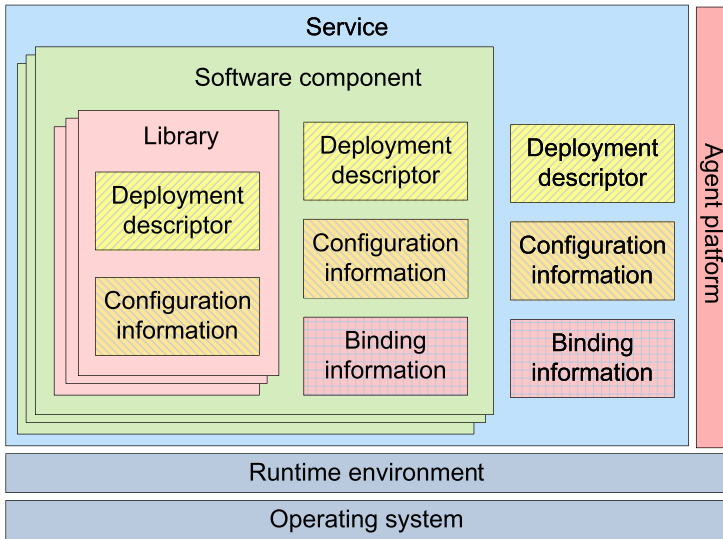 Service
Software component
Library
Deployment
descriptor
Configuration
information
Deployment
descriptor
Configuration
information
Binding
information
Deployment
descriptor
Configuration
information
Binding
information
Agent platform
Runtime environment
Operating system